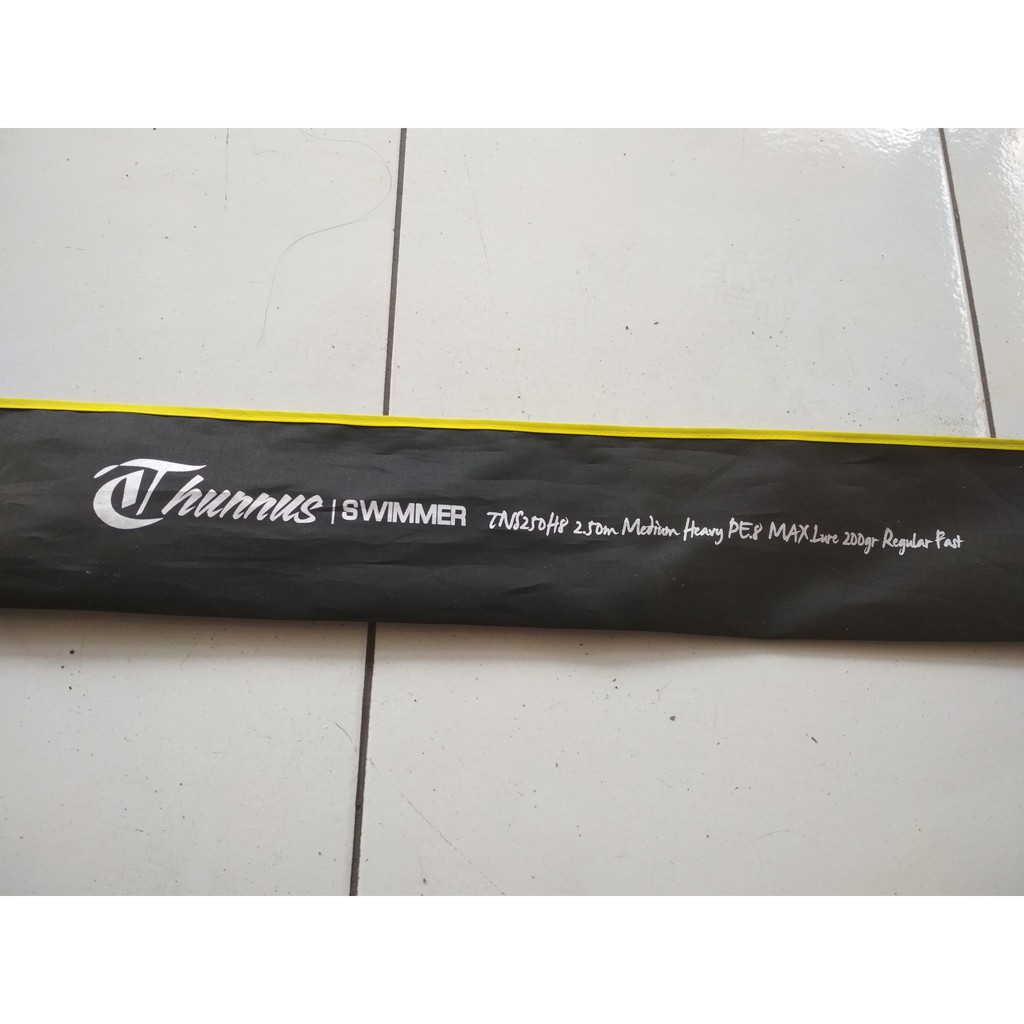 Thunnus | SWIMMER TNS250H8 2.50m Medium Heavy PE.8 MAX Lure 200gr Regular Fast